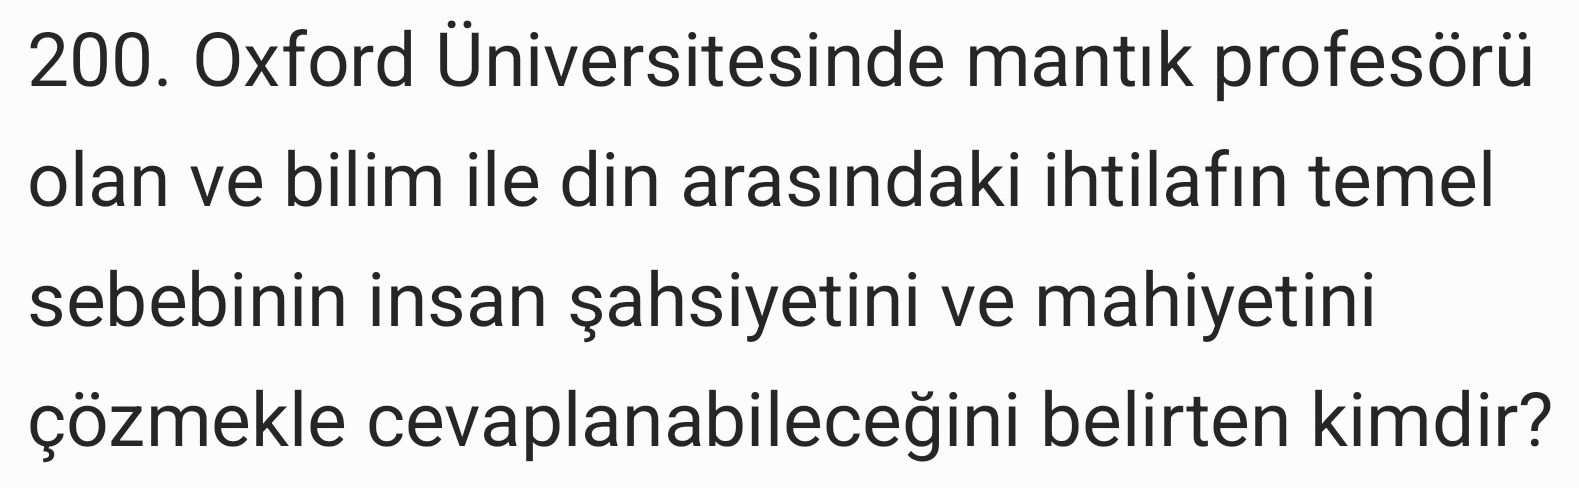 200. Oxford Üniversitesinde mantık profesörü
olan ve bilim ile din arasındaki ihtilafın temel
sebebinin insan şahsiyetini ve mahiyetini
çözmekle cevaplanabileceğini belirten kimdir?